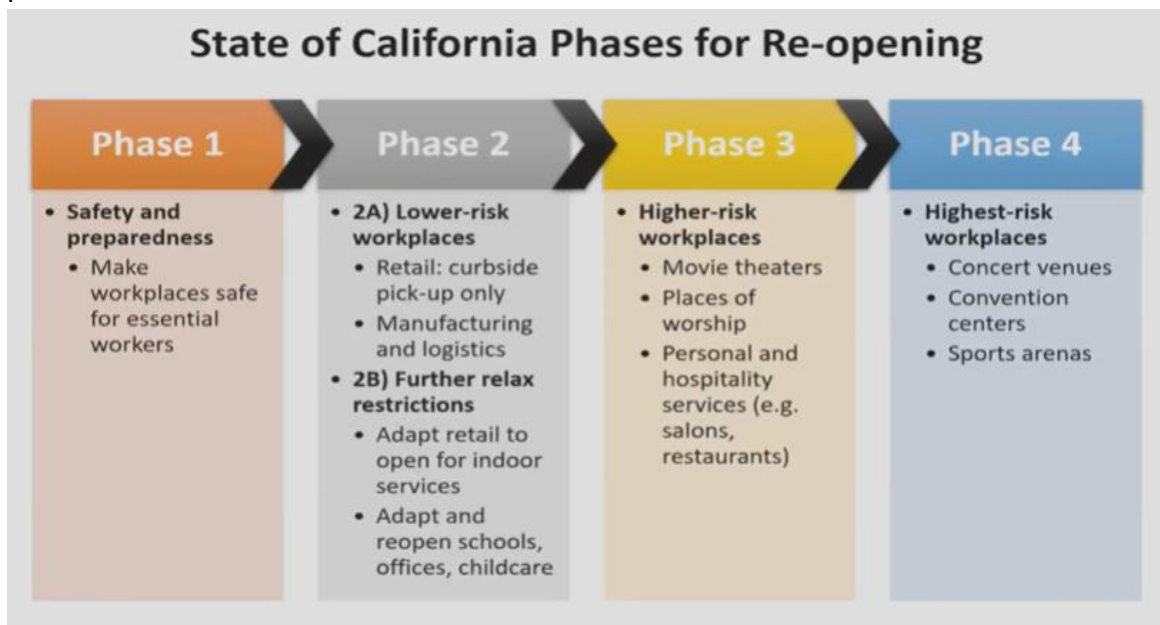 State of California Phases for Re-opening
Phase 1
• Safety and
preparedness
• Make
workplaces safe
for essential
workers
Phase 2
• 2A) Lower-risk
workplaces
• Retail: curbside
pick-up only
• Manufacturing
and logistics
• 2B) Further relax
restrictions
• Adapt retail to
open for indoor
services
• Adapt and
reopen schools,
offices, childcare
Phase 3
• Higher-risk
workplaces
• Movie theaters
• Places of
worship
• Personal and
hospitality
services (e.g.
salons,
restaurants)
Phase 4
• Highest-risk
workplaces
• Concert venues
• Convention
centers
• Sports arenas